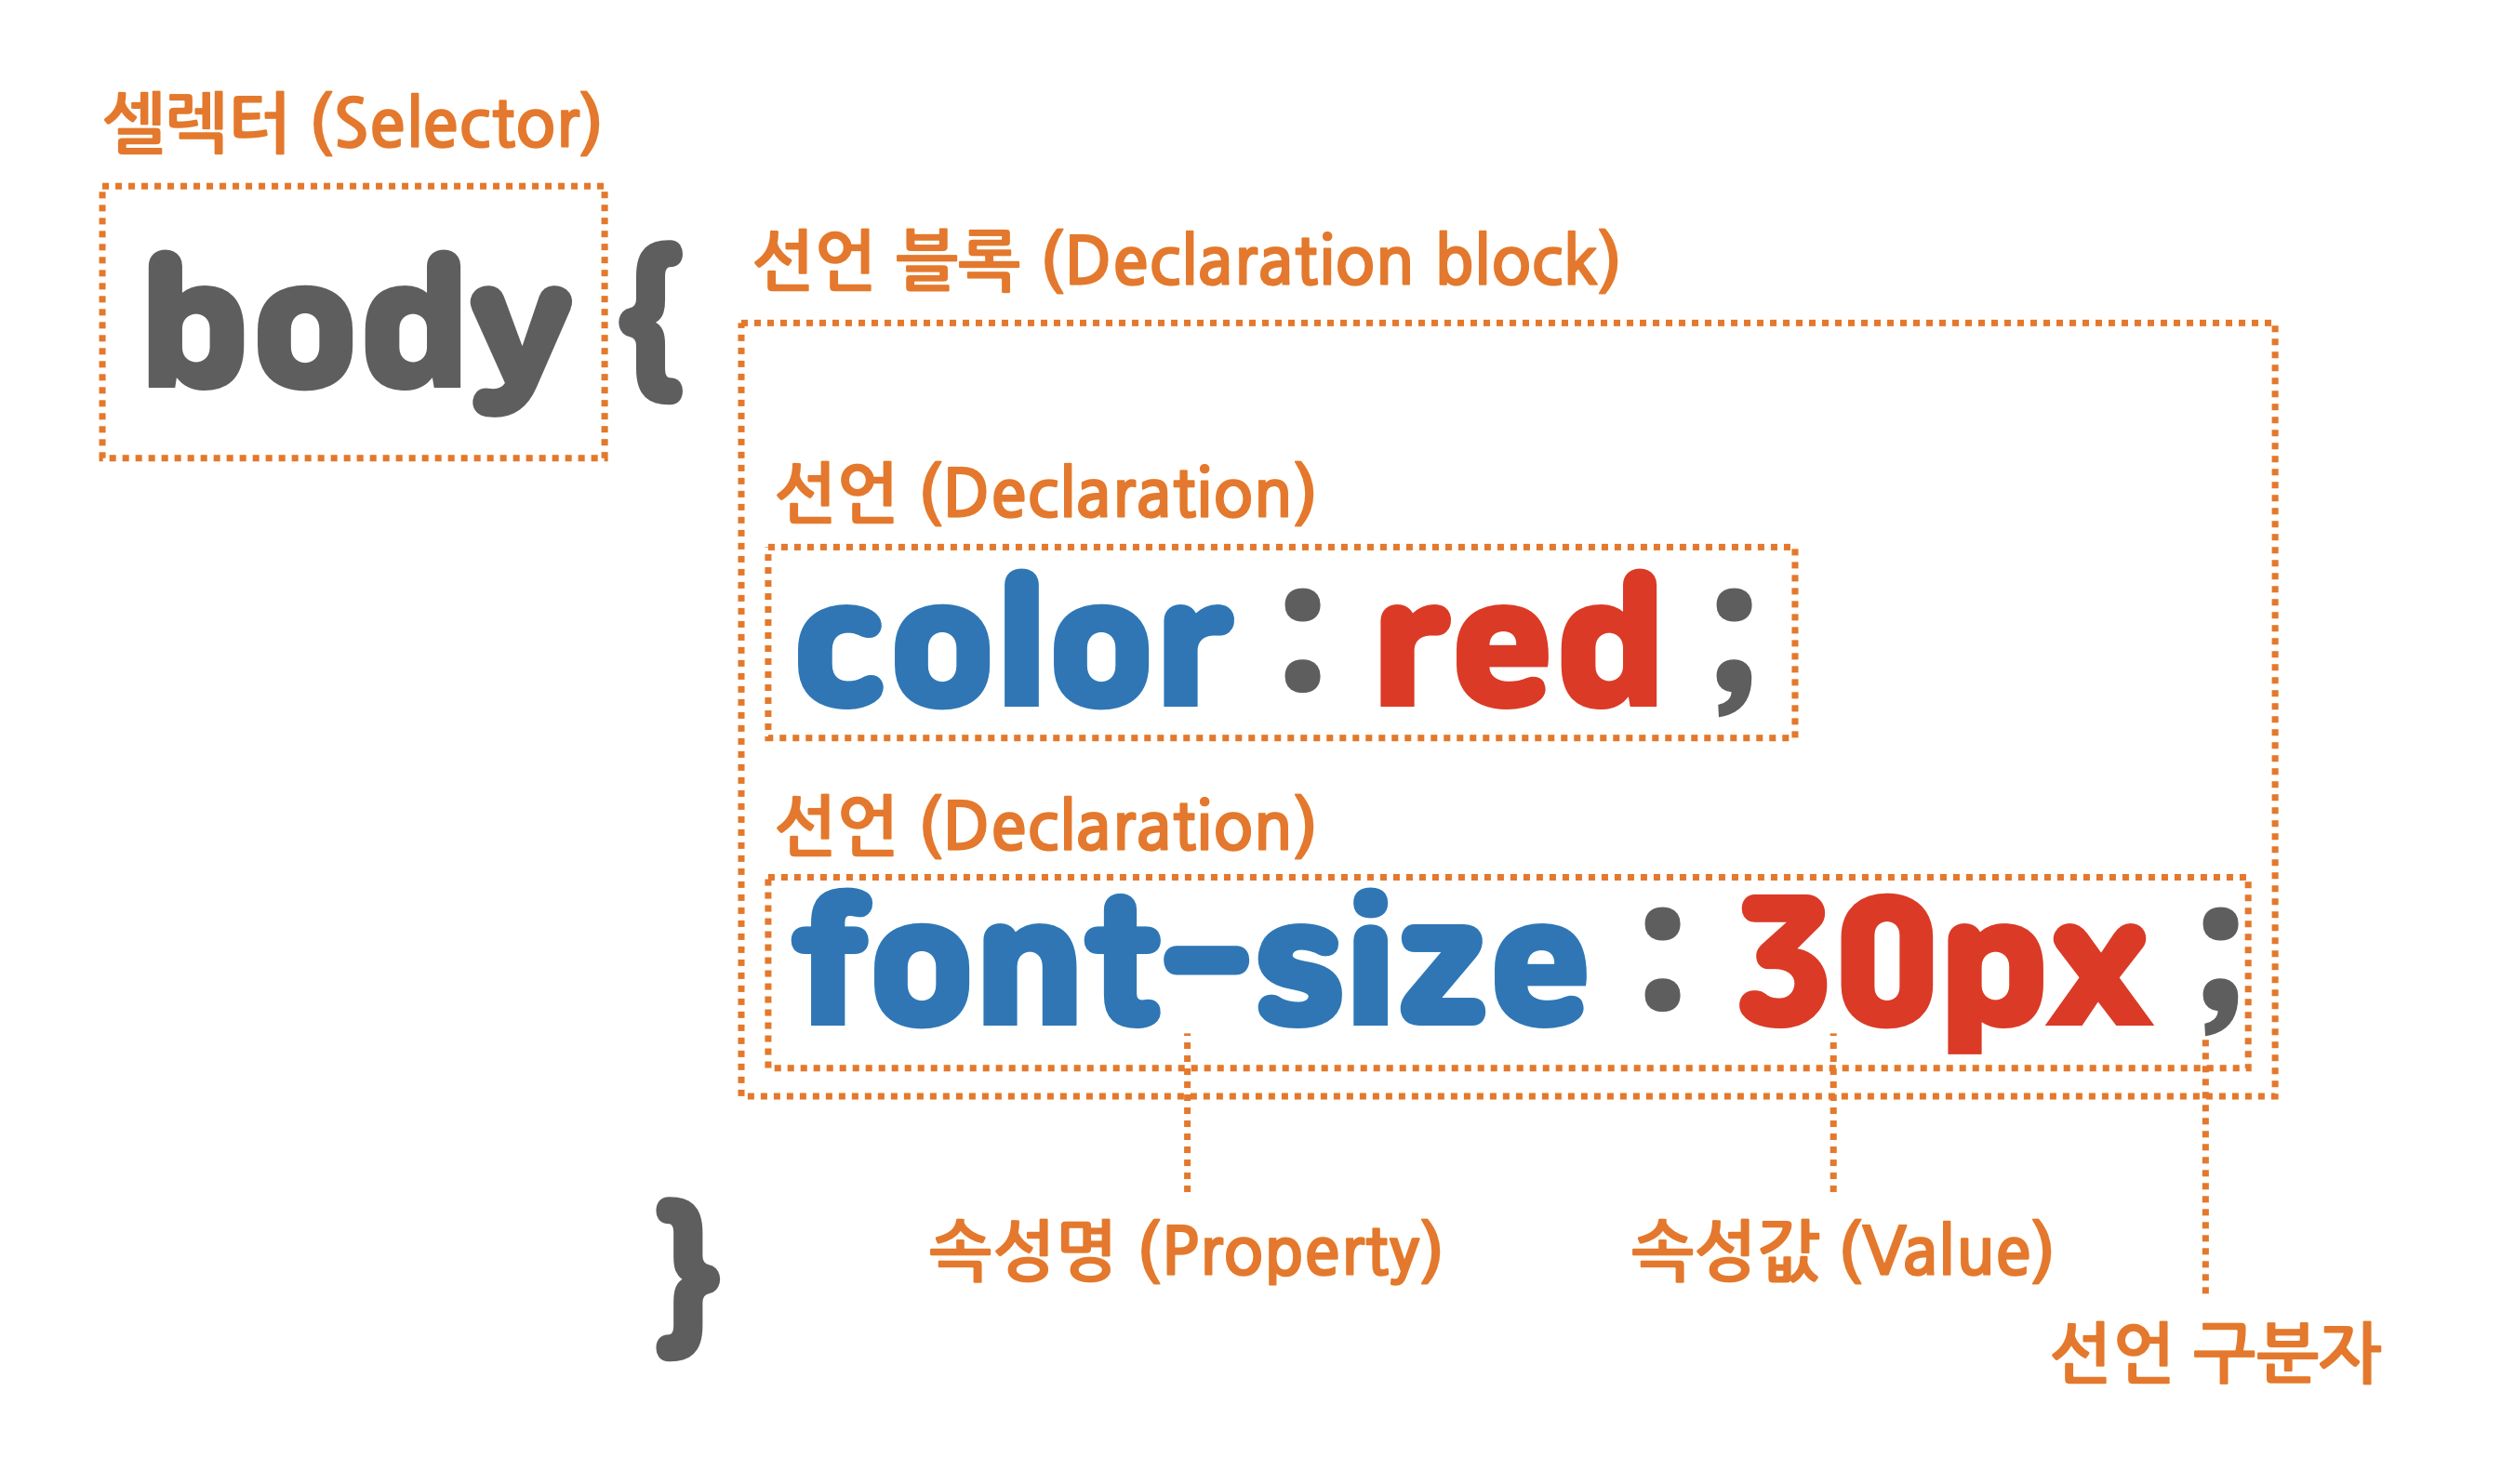 셀렉터 (Selector)
body {
선언 블록 (Declaration block)
선언 (Declaration)
color : red ;
선언 (Declaration)
font-size : 30px ;
}
속성명 (Property)
속성값 (Value)
선언 구분자